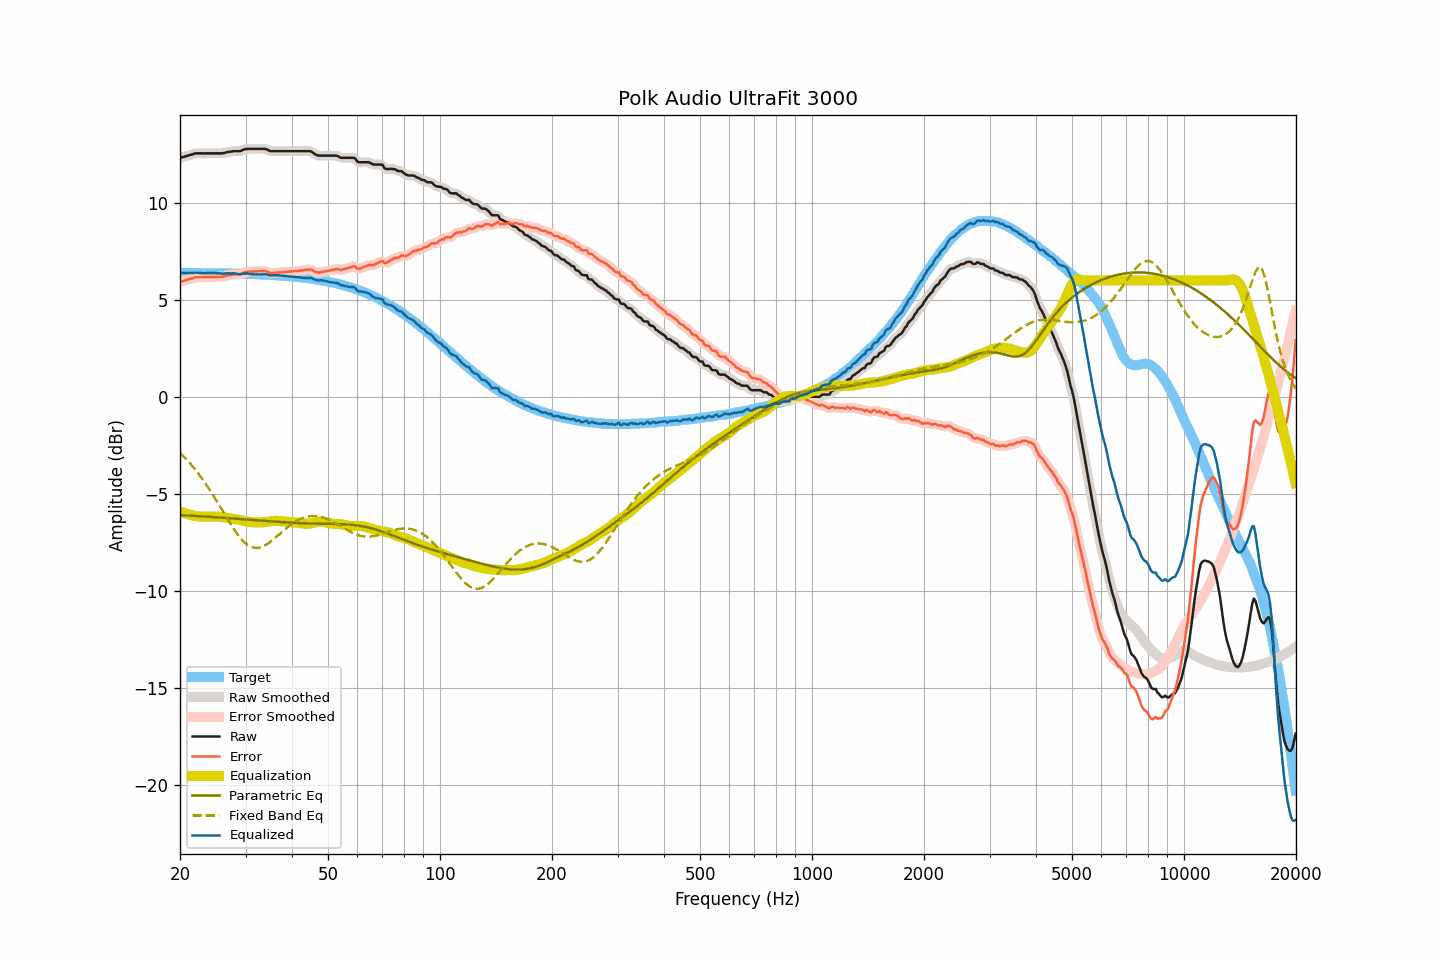 Polk Audio UltraFit 3000
Amplitude (dBr)
10
5
0
−5
−10
−15
−20
Target
Raw Smoothed
Error Smoothed
Raw
Error
Equalization
Parametric Eq
Fixed Band Eq
Equalized
20 50 100 200 500 1000 2000 5000 10000 20000
Frequency (Hz)